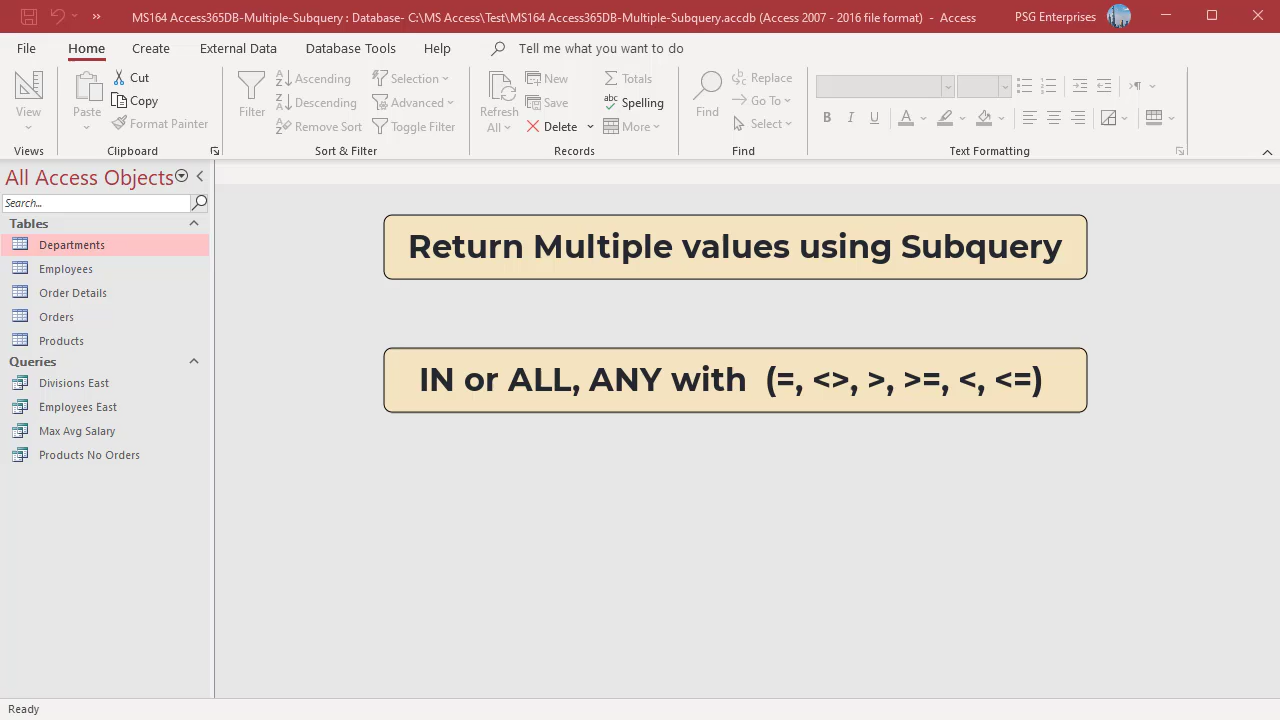 MS164 Access365DB-Multiple-Subquery : Database- C:\MS Access\Test\MS164 Access365DB-Multiple-Subquery.accdb (Access 2007 - 2016 file format) - Access
PSG Enterprises
File Home Create External Data Database Tools Help Tell me what you want to do
View
Views
Paste
Cut
Copy
Format Painter
Clipboard
Filter
Ascending
Descending
Remove Sort
Selection
Advanced
Toggle Filter
Sort & Filter
Refresh
All
New
Save
Delete
Totals
Spelling
More
Records
Find
Replace
Go To
Select
Find
B I U A
Text Formatting
All Access Objects
Search...
Tables
Departments
Employees
Order Details
Orders
Products
Queries
Divisions East
Employees East
Max Avg Salary
Products No Orders
Return Multiple values using Subquery
IN or ALL, ANY with (=, <>, >, >=, <, <=)
Ready